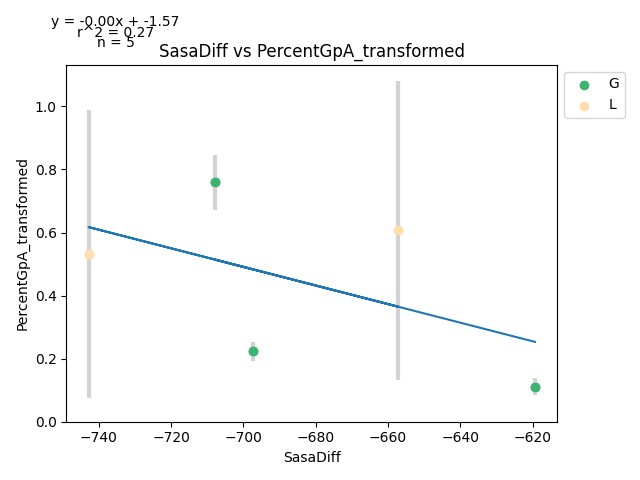 y = -0.00x + -1.57
r^2 = 0.27
n = 5
SasaDiff vs PercentGpA_transformed
G
L
PercentGpA_transformed
1.0
0.8
0.6
0.4
0.2
0.0
−740 −720 −700 −680 −660 −640 −620
SasaDiff